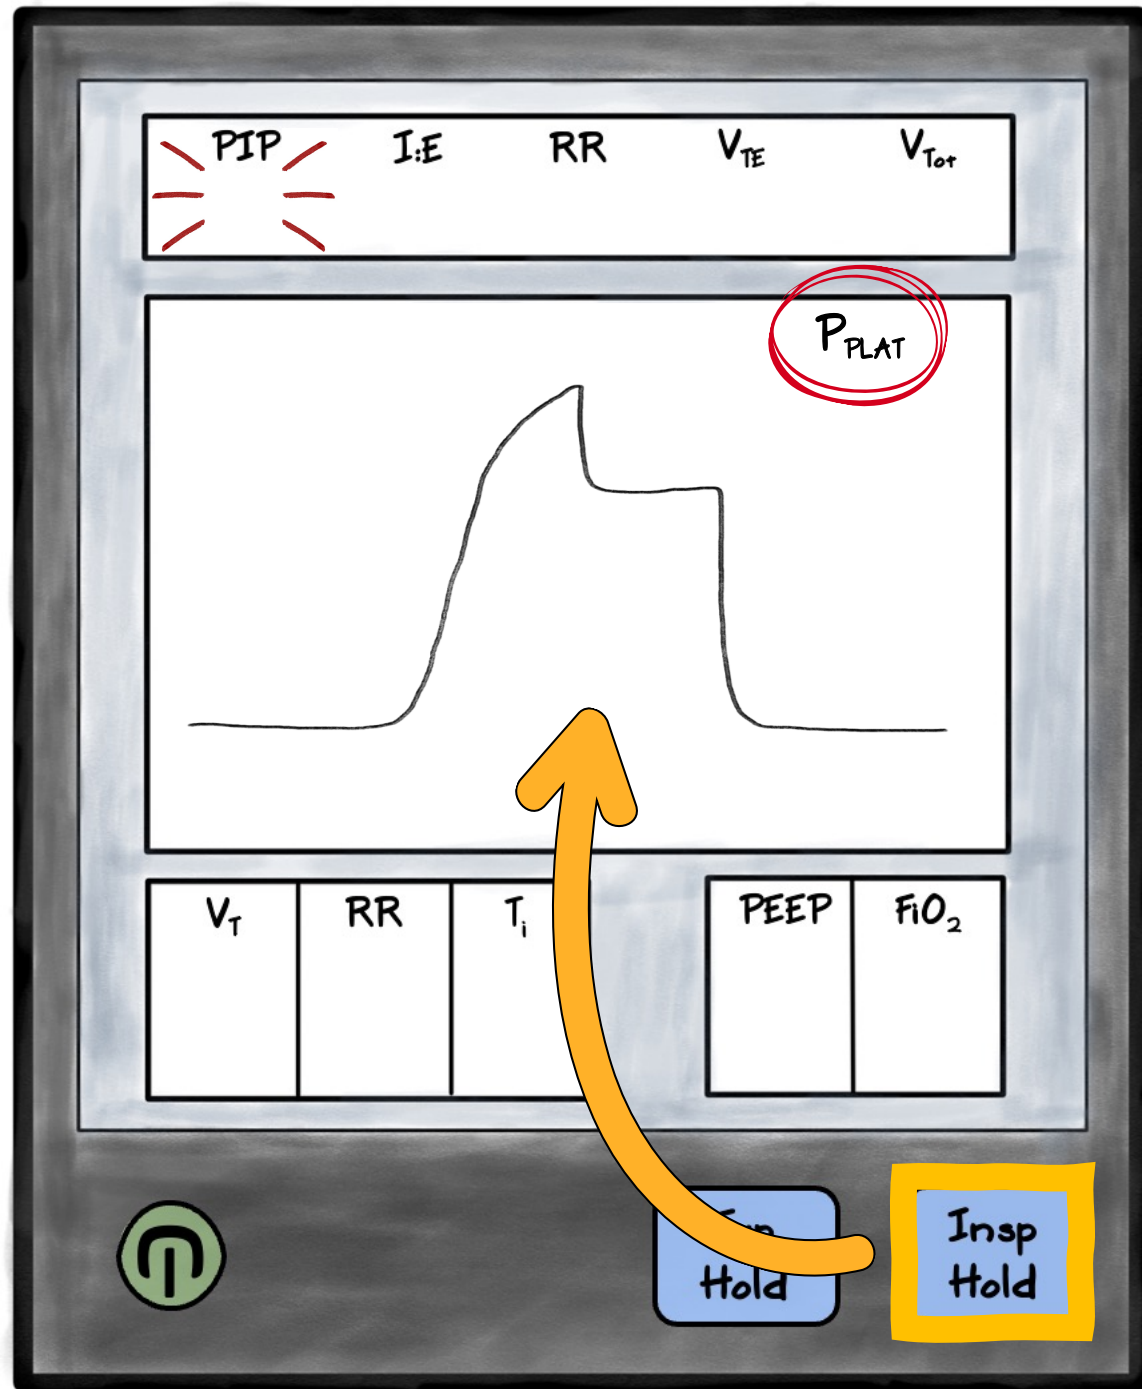 PIP I:E RR VTE VTot
PPLAT
VT RR Ti PEEP FiO2
Hold
Insp
Hold